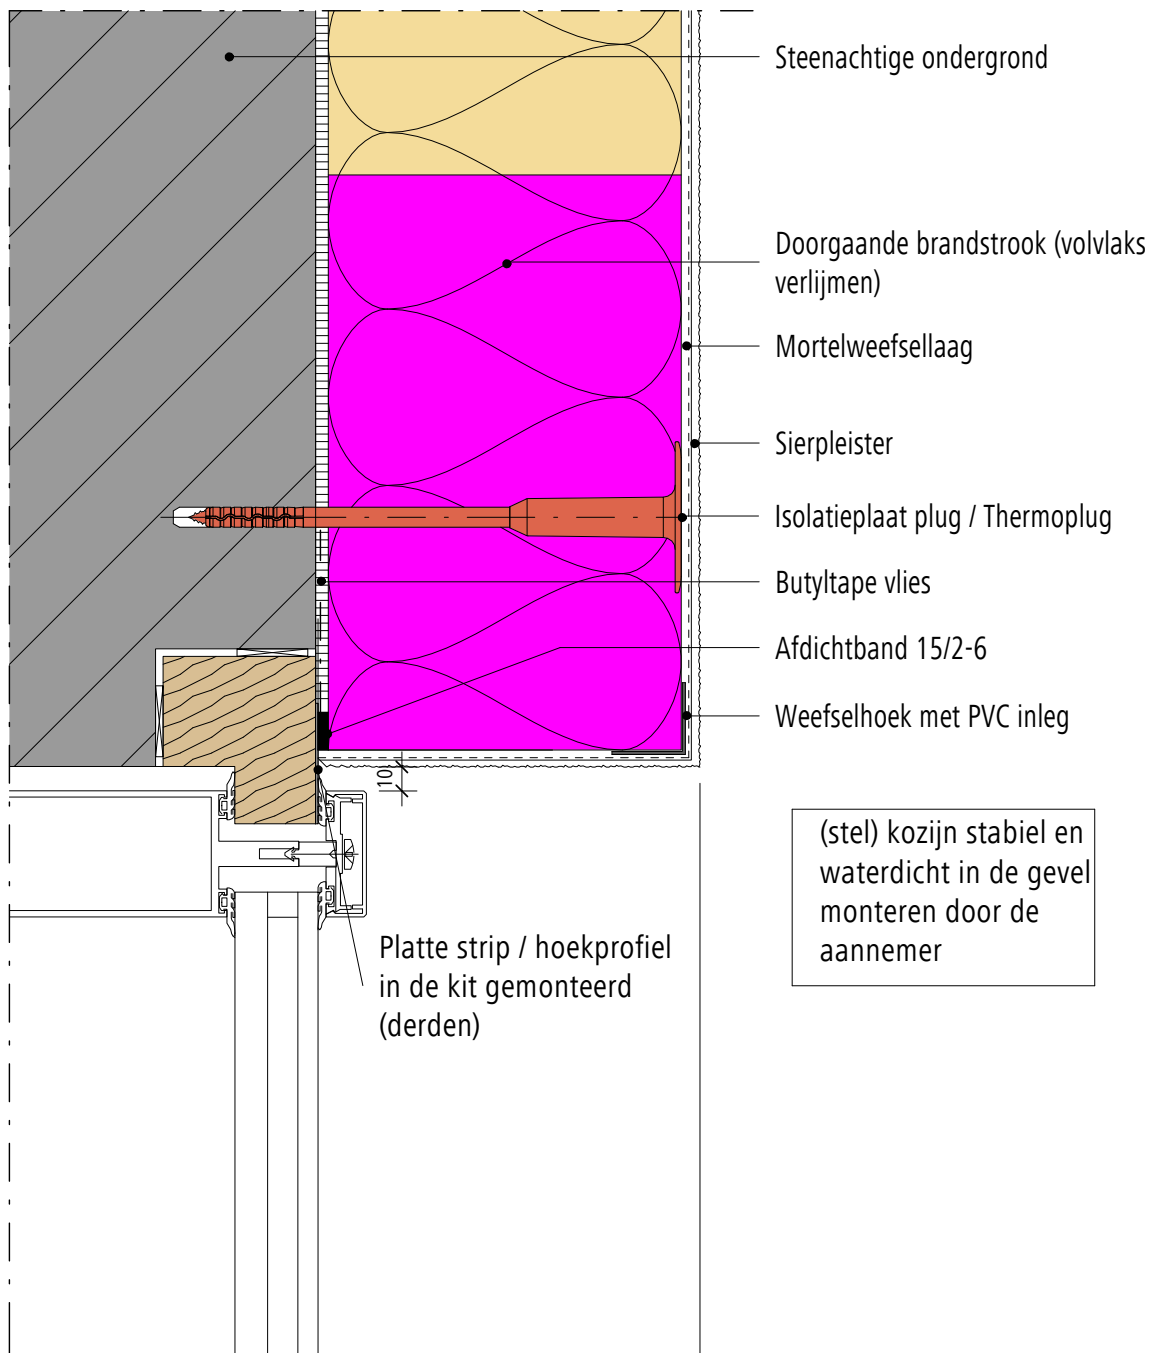 Steenachtige ondergrond
Doorgaande brandstrook (volvlaks
verlijmen)
Mortelweefsellaag
Sierpleister
Isolatieplaat plug / Thermoplug
Butyltape vlies
Afdichtband 15/2-6
Weefselhoek met PVC inleg
10
(stel) kozijn stabiel en
waterdicht in de gevel
monteren door de
aannemer
Platte strip / hoekprofiel
in de kit gemonteerd
(derden)